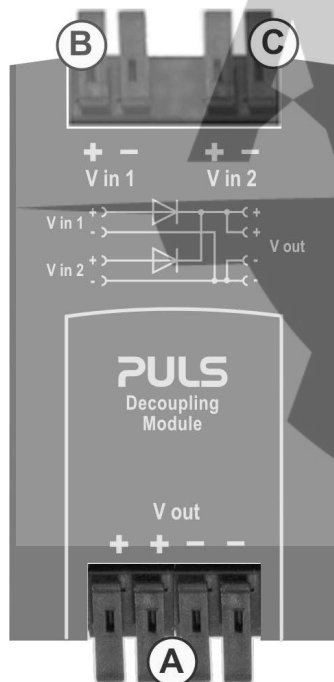 B
C
+ - + -
V in 1 V in 2
V in 1 + - + + V out
V in 2 + - - -
PULS
Decoupling
Module
V out
+ + - -
A